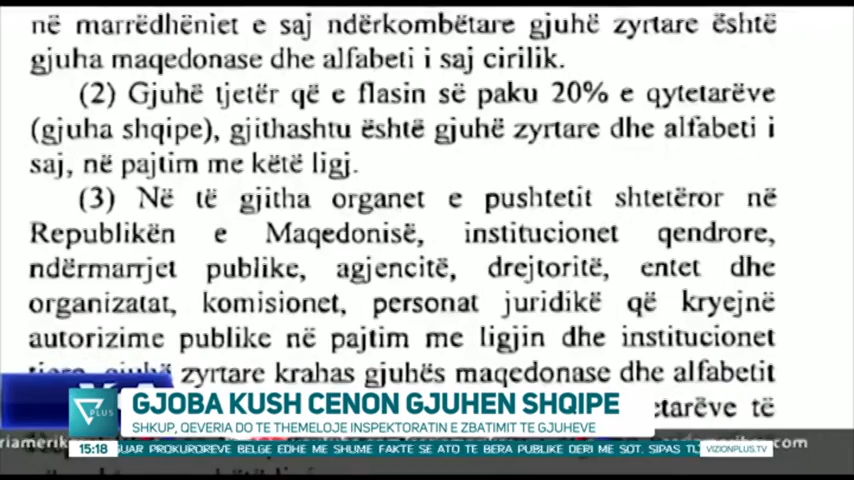 në marrëdhëniet e saj ndërkombëtare gjuhë zyrtare është
gjuha maqedonase dhe alfabeti i saj cirilik.
(2) Gjuhë tjetër që e flasin së paku 20% e qytetarëve
(gjuha shqipe), gjithashtu është gjuhë zyrtare dhe alfabeti i
saj, në pajtim me këtë ligj.
(3) Në të gjitha organet e pushtetit shtetëror në
Republikën e Maqedonisë, institucionet qendrore,
ndërmarrjet publike, agjencitë, drejtoritë, entet dhe
organizatat, komisionet, personat juridikë që kryejnë
autorizime publike në pajtim me ligjin dhe institucionet
zyrtare krahas gjuhës maqedonase dhe alfabetit
të
PLUS
GJOBA KUSH CENON GJUHEN SHQIPE
SHKUP, QEVERIA DO TE THEMELOJE INSPEKTORATIN E ZBATIMIT TE GJUHEVE
15:18
PROKUROREVE BELGE EDHE ME SHUME FAKTE SE ATO TE BERA PUBLIKE DERI ME SOT. SIPAS
VIZIONPLUS.TV